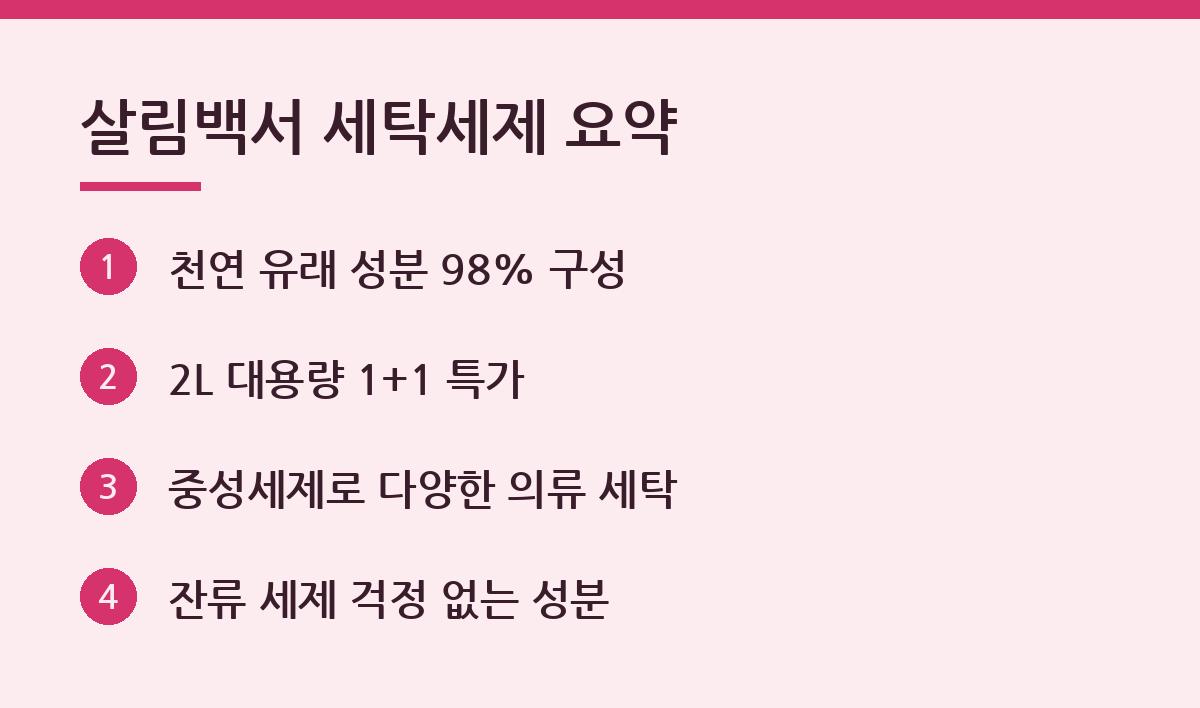 살림백서 세탁세제 요약
1 천연 유래 성분 98% 구성
2 2L 대용량 1+1 특가
3 중성세제로 다양한 의류 세탁
4 잔류 세제 걱정 없는 성분